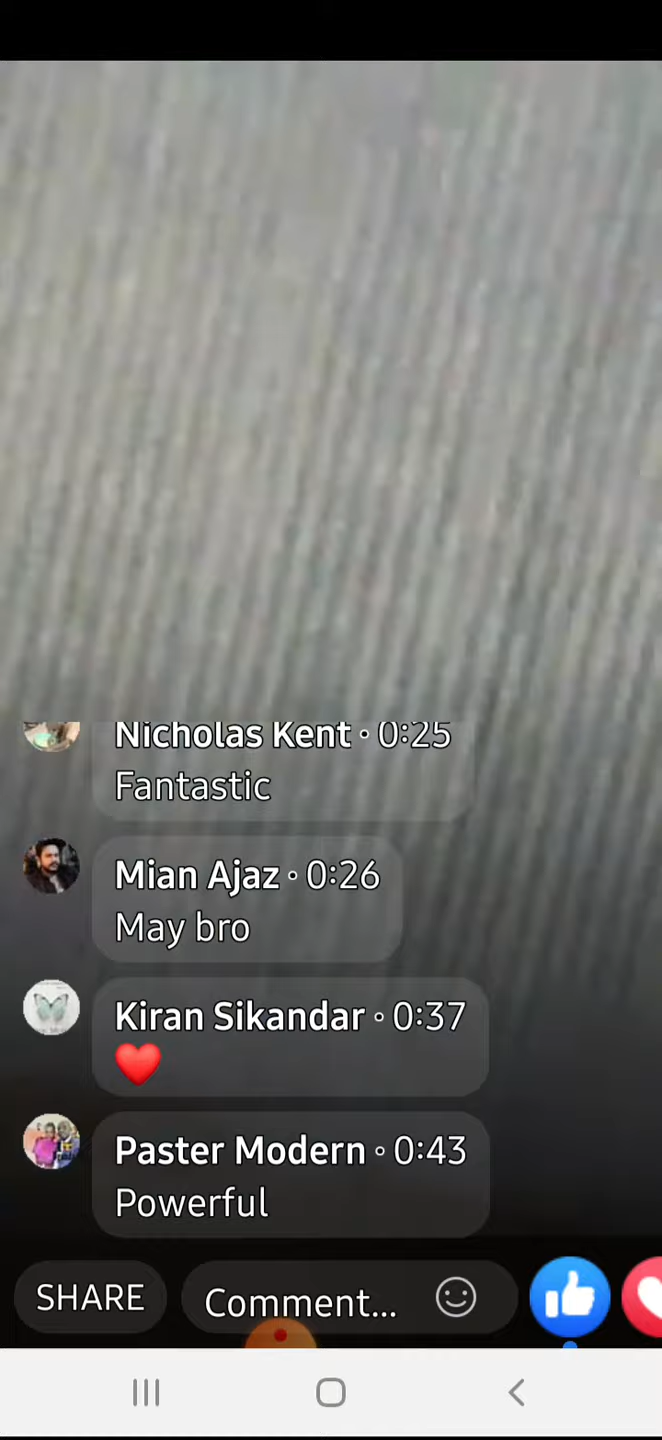 Nicholas Kent · 0:25
Fantastic
Mian Ajaz · 0:26
May bro
Kiran Sikandar · 0:37
❤️
Paster Modern · 0:43
Powerful
SHARE
Comment...